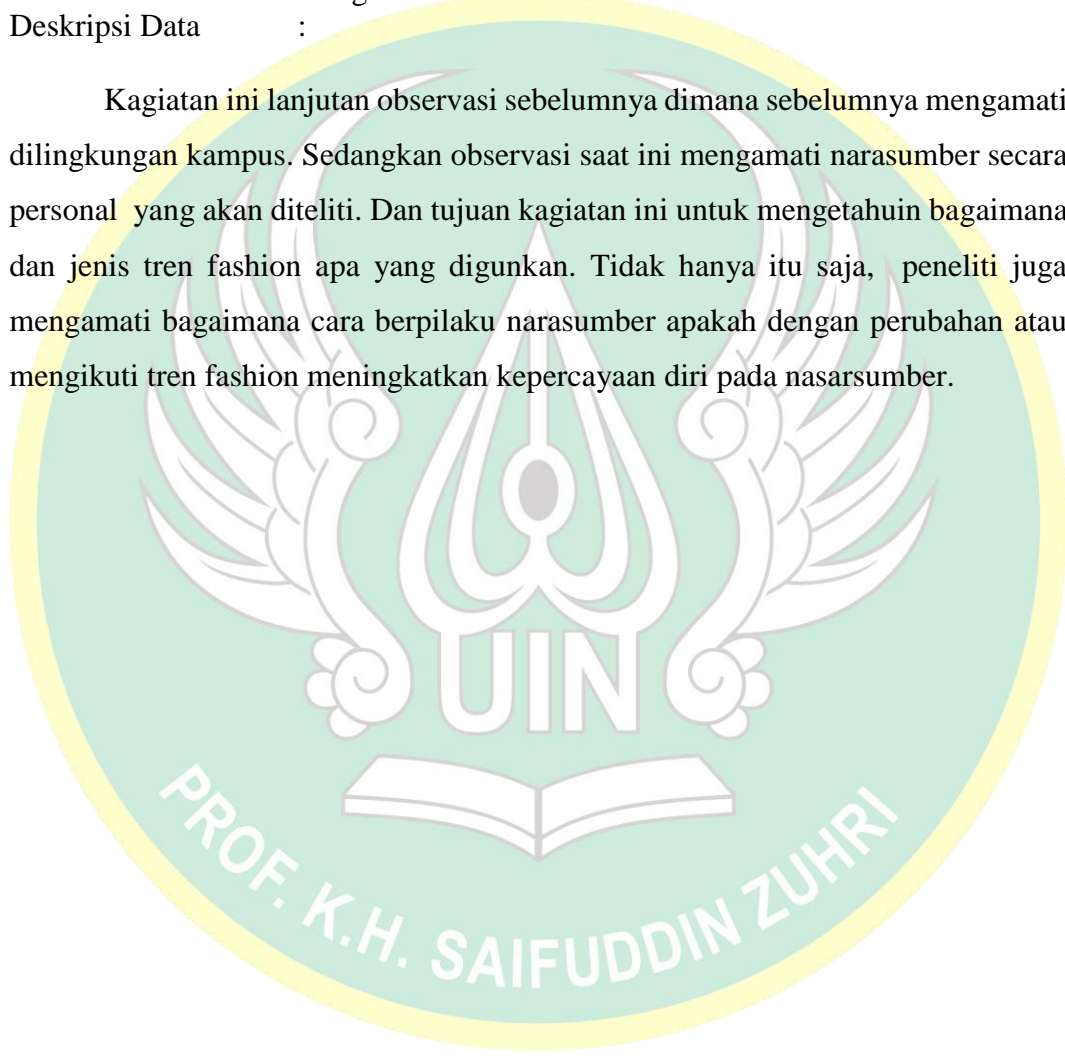 Deskripsi Data :
Kagiatan ini lanjutan observasi sebelumnya dimana sebelumnya mengamati
dilingkungan kampus. Sedangkan observasi saat ini mengamati narasumber secara
personal yang akan diteliti. Dan tujuan kagiatan ini untuk mengetahuin bagaimana
dan jenis tren fashion apa yang digunkan. Tidak hanya itu saja, peneliti juga
mengamati bagaimana cara berpilaku narasumber apakah dengan perubahan atau
mengikuti tren fashion meningkatkan kepercayaan diri pada nasarsumber.
UIN
PROF. K.H. SAIFUDDIN ZUHRI